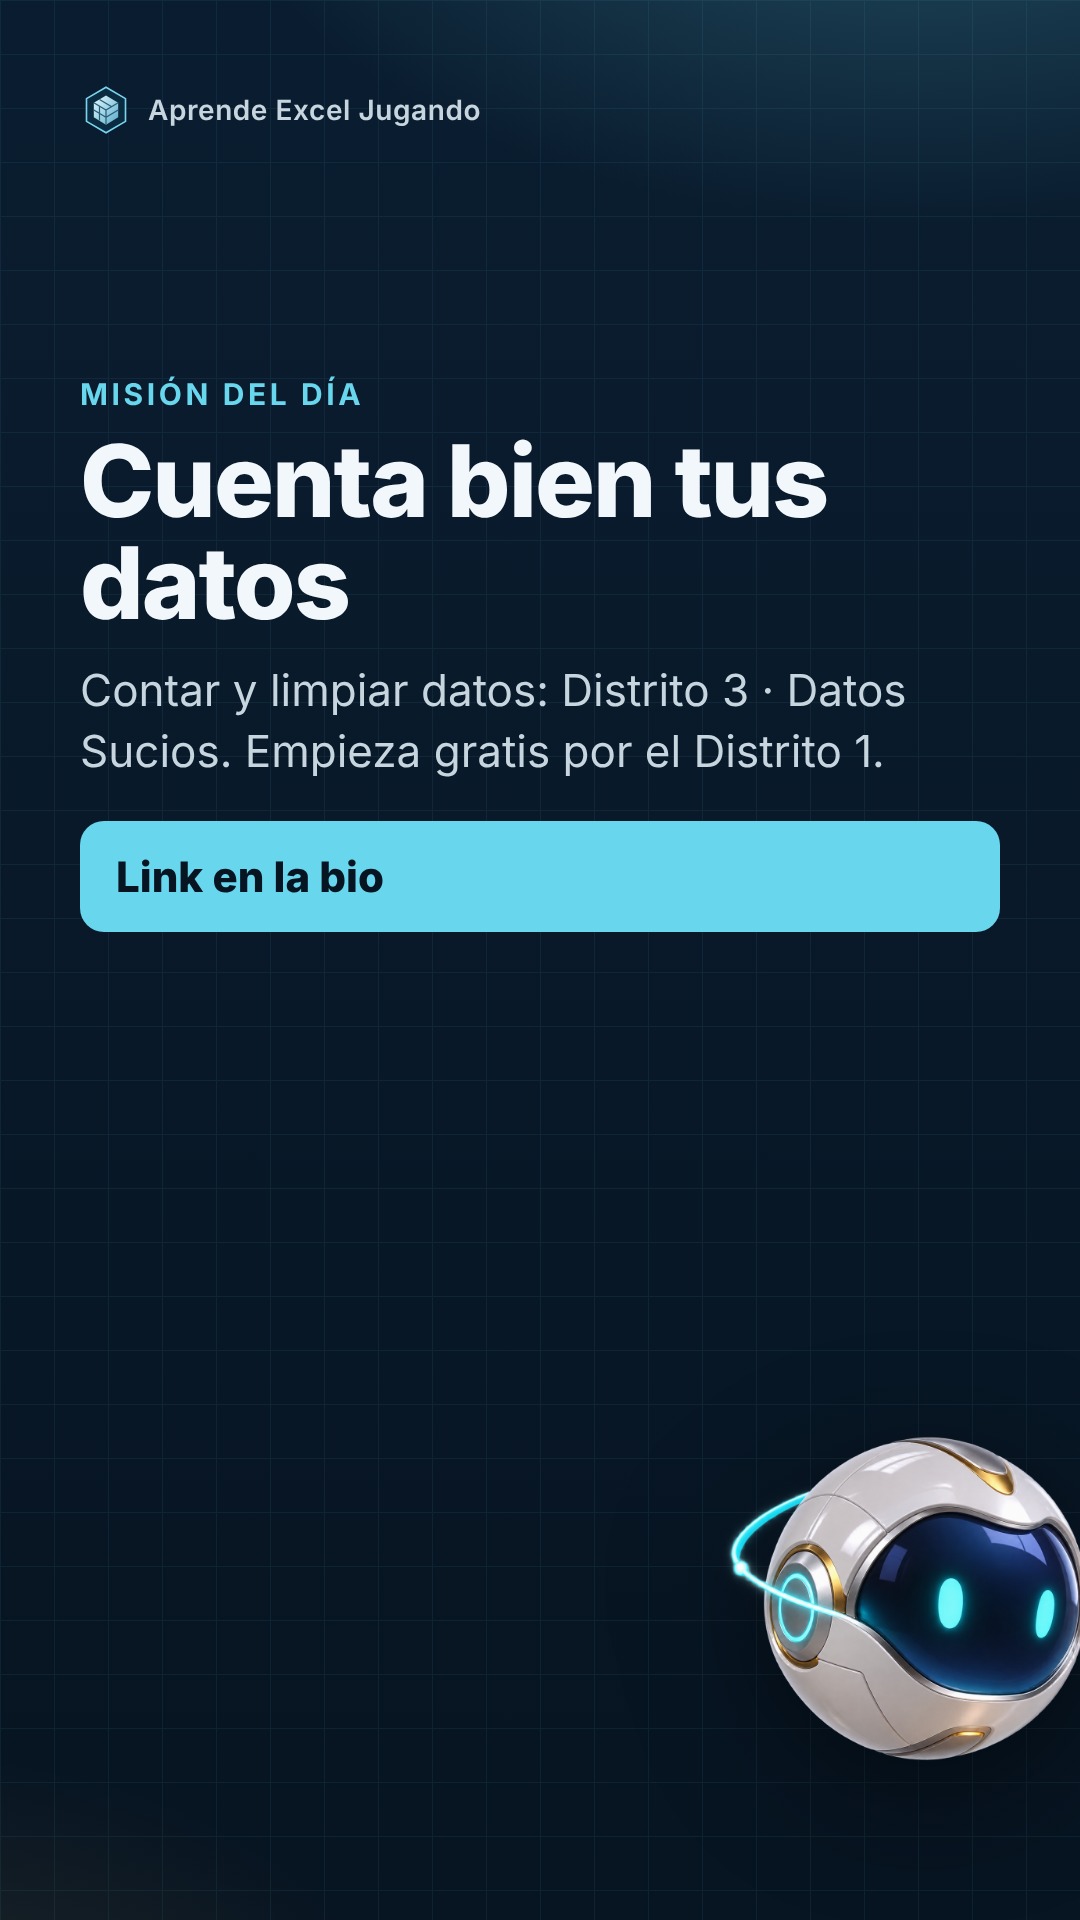 Aprende Excel Jugando
MISIÓN DEL DÍA
Cuenta bien tus
datos
Contar y limpiar datos: Distrito 3 · Datos
Sucios. Empieza gratis por el Distrito 1.
Link en la bio